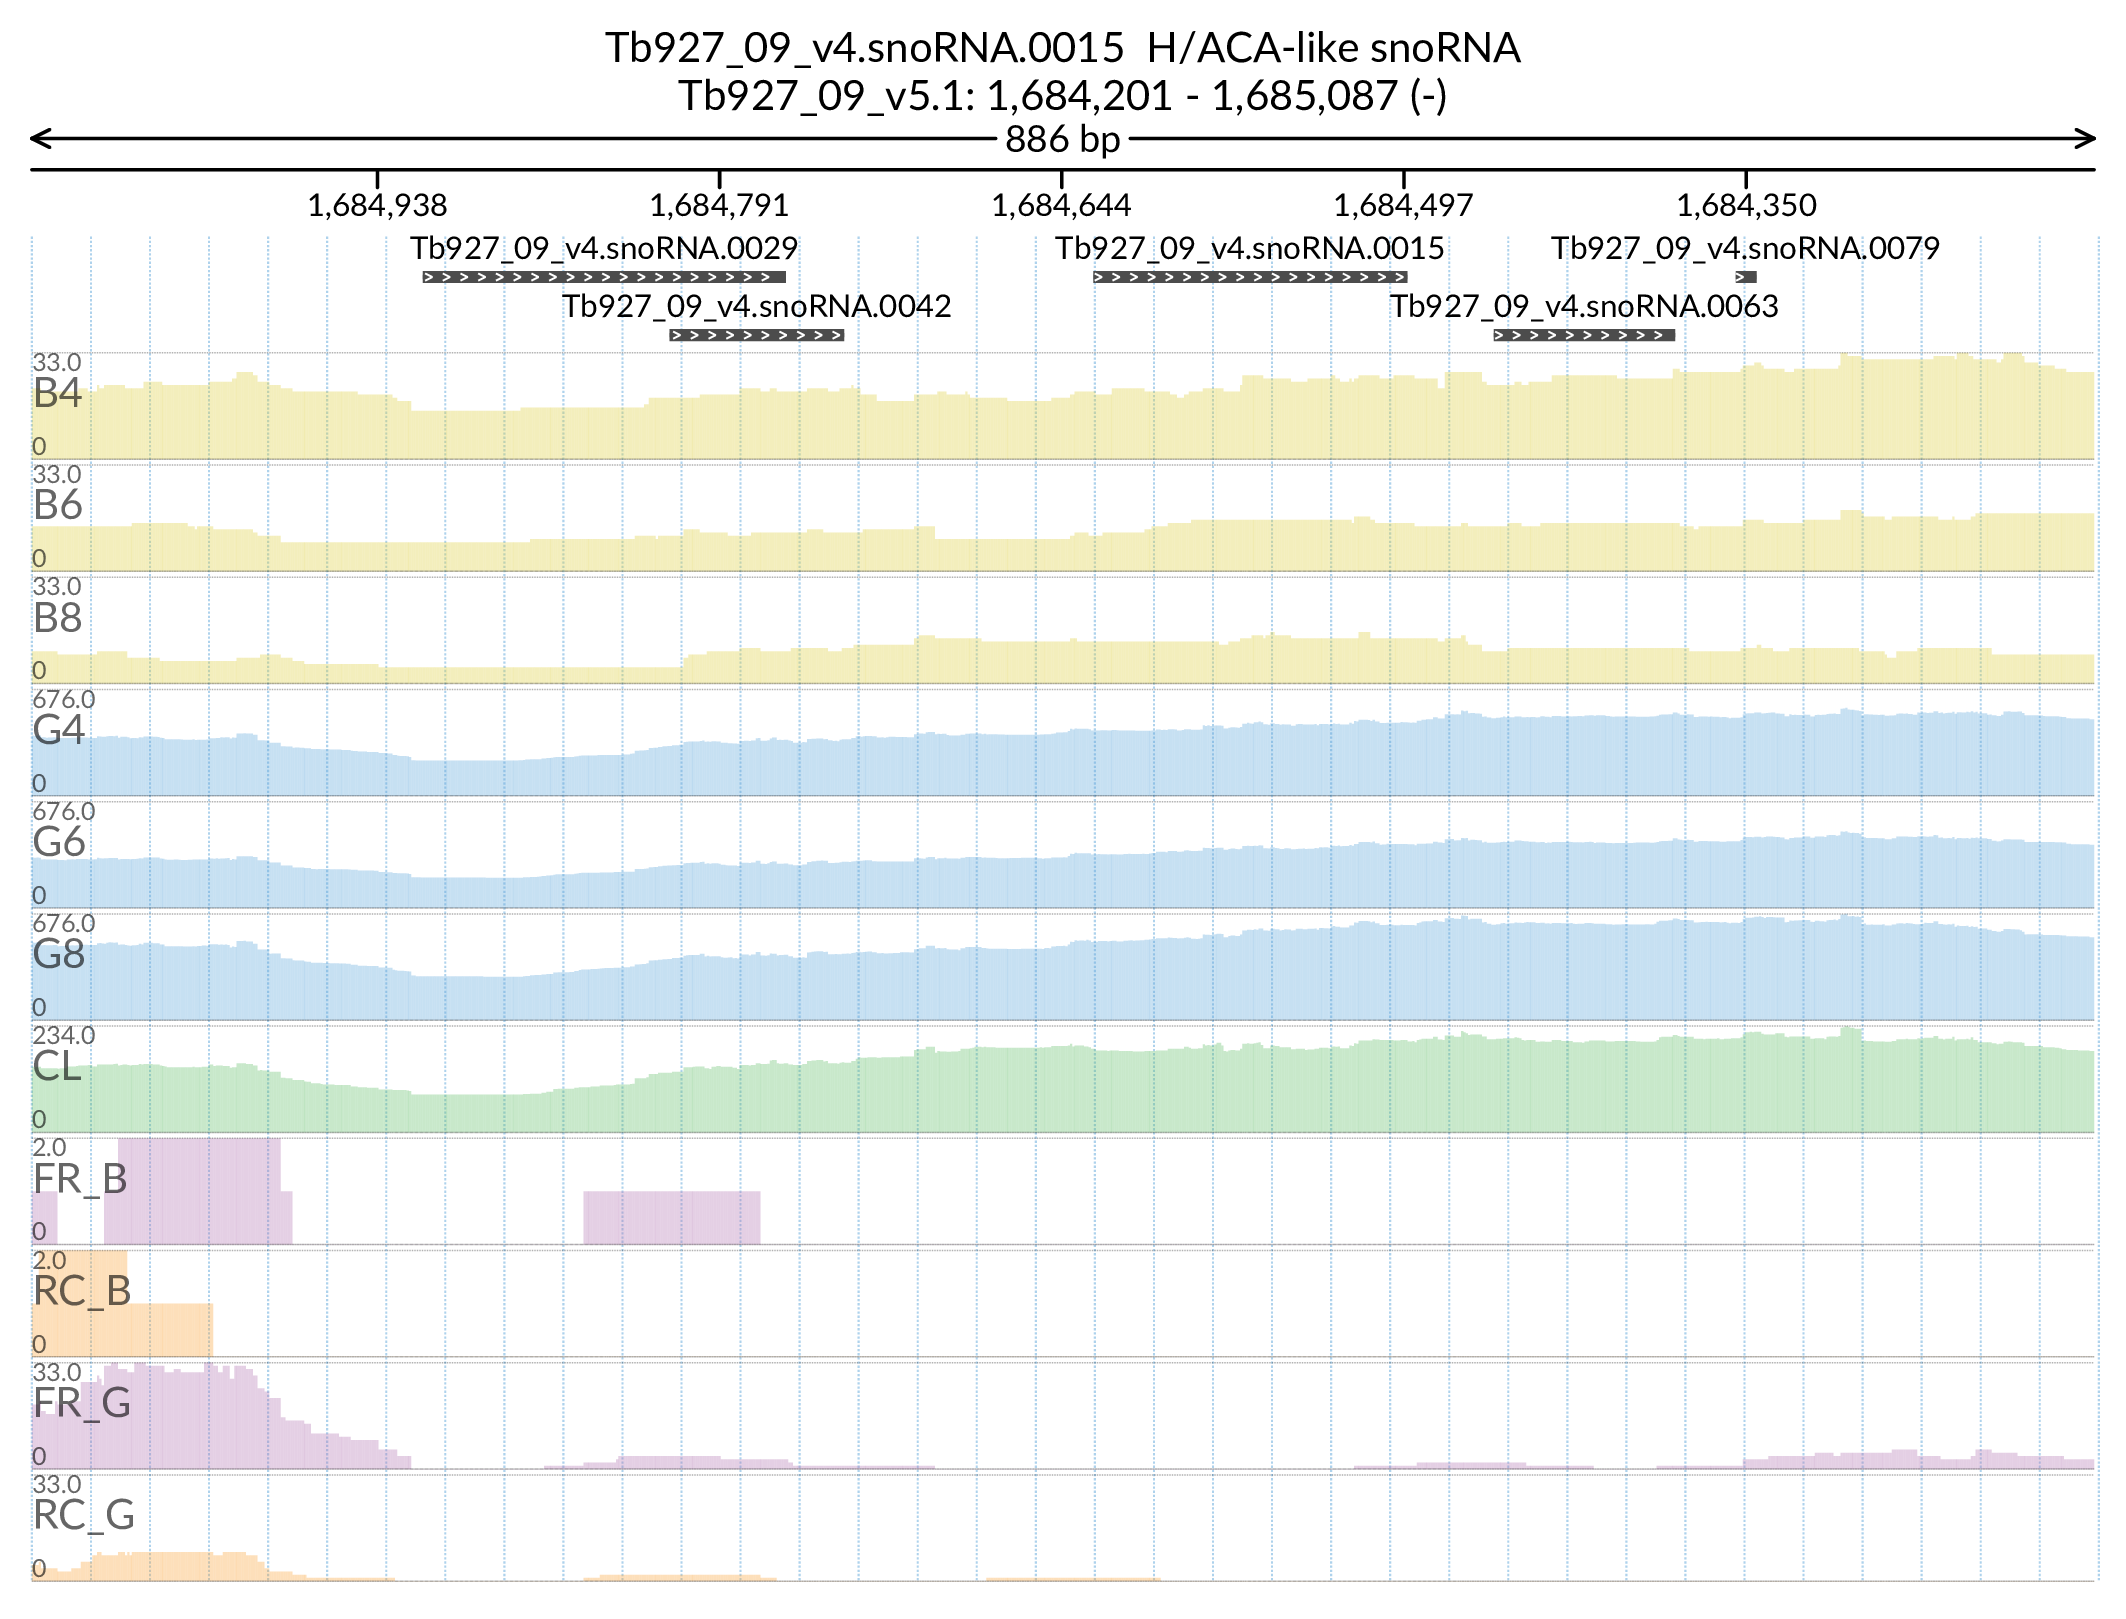 Tb927_09_v4.snoRNA.0015 H/ACA-like snoRNA
Tb927_09_v5.1: 1,684,201 - 1,685,087 (-)
886 bp
1,684,938 1,684,791 1,684,644 1,684,497 1,684,350
Tb927_09_v4.snoRNA.0029 Tb927_09_v4.snoRNA.0015 Tb927_09_v4.snoRNA.0079
Tb927_09_v4.snoRNA.0042 Tb927_09_v4.snoRNA.0063
33.0
B4
0
33.0
B6
0
33.0
B8
0
676.0
G4
0
676.0
G6
0
676.0
G8
0
234.0
CL
0
2.0
FR_B
0
2.0
RC_B
0
33.0
FR_G
0
33.0
RC_G
0